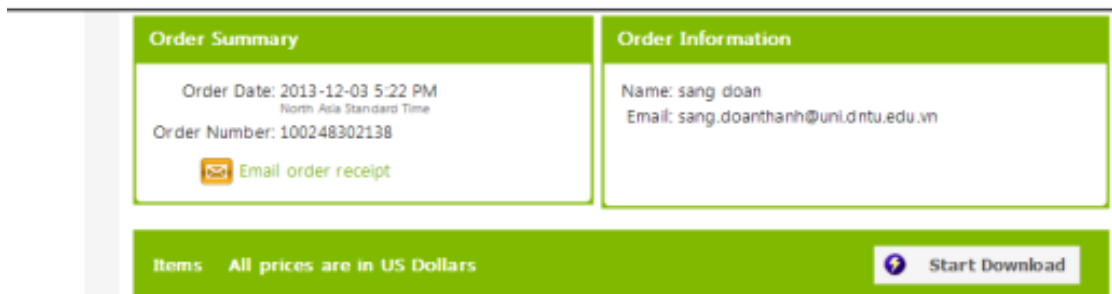 Order Summary
Order Date: 2013-12-03 5:22 PM
North Asia Standard Time
Order Number: 100248302138
Email order receipt
Order Information
Name: sang doan
Email: sang.doanthanh@uni.dntu.edu.vn
Items All prices are in US Dollars
Start Download